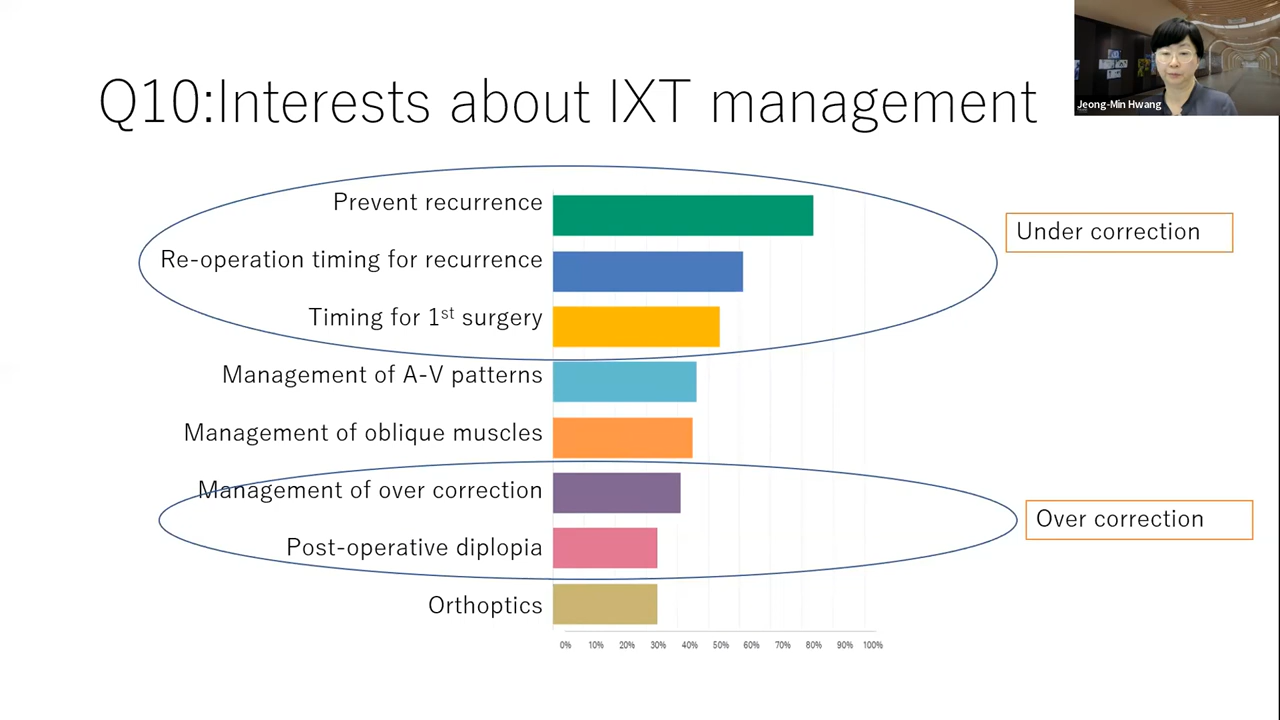 Q10:Interests about IXT management
Jeong-Min Hwang
Prevent recurrence
Under correction
Re-operation timing for recurrence
Timing for 1st surgery
Management of A-V patterns
Management of oblique muscles
Management of over correction
Over correction
Post-operative diplopia
Orthoptics
0% 10% 20% 30% 40% 50% 60% 70% 80% 90% 100%